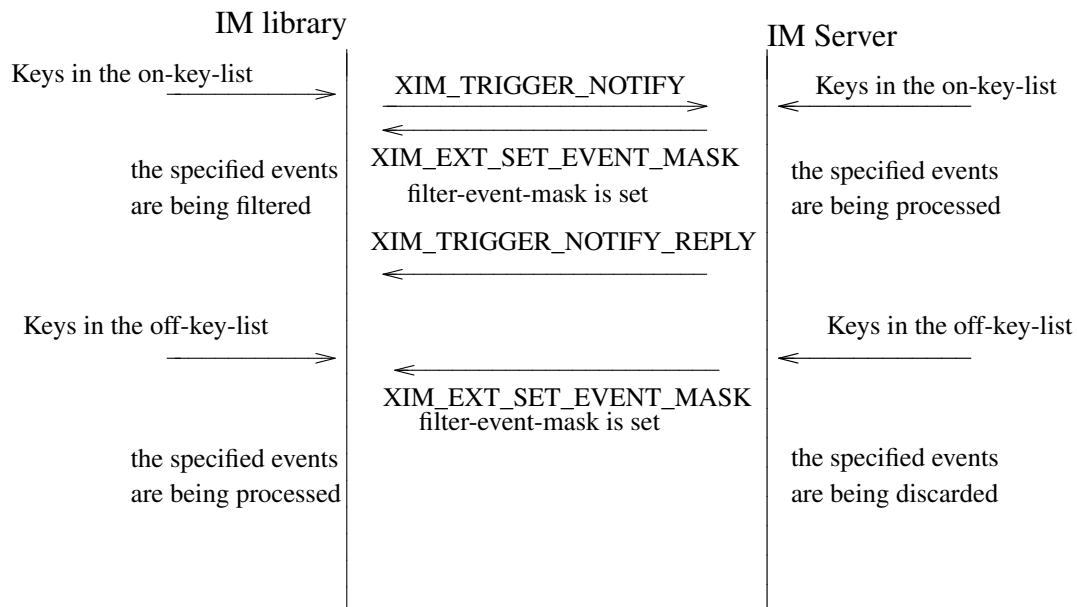 IM library
IM Server
Keys in the on-key-list
XIM_TRIGGER_NOTIFY
Keys in the on-key-list
XIM_EXT_SET_EVENT_MASK
filter-event-mask is set
the specified events
are being filtered
the specified events
are being processed
XIM_TRIGGER_NOTIFY_REPLY
Keys in the off-key-list
Keys in the off-key-list
XIM_EXT_SET_EVENT_MASK
filter-event-mask is set
the specified events
are being processed
the specified events
are being discarded